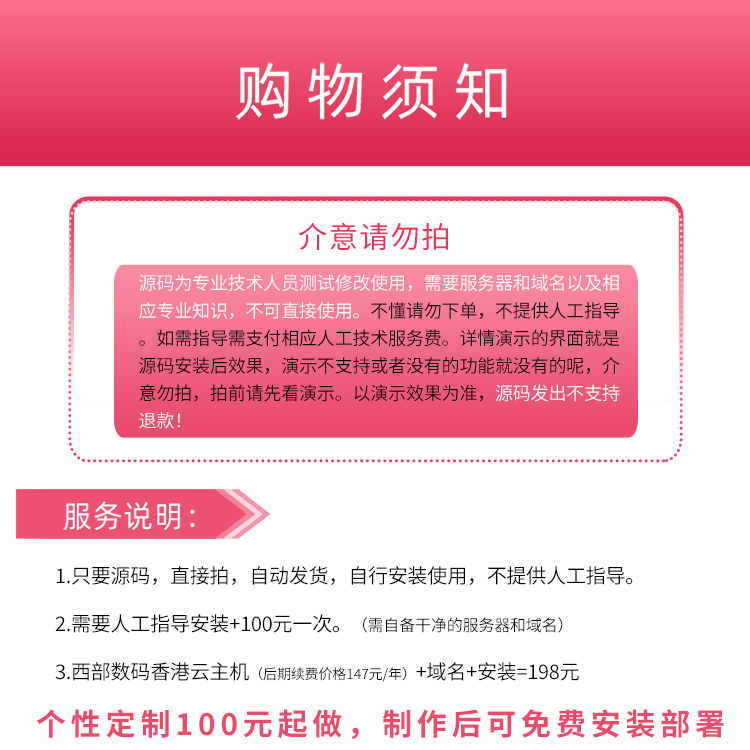 购物须知
介意请勿拍
源码为专业技术人员测试修改使用，需要服务器和域名以及相
应专业知识，不可直接使用。不懂请勿下单，不提供人工指导
。如需指导需支付相应人工技术服务费。详情演示的界面就是
源码安装后效果，演示不支持或者没有的功能就没有的呢，介
意勿拍，拍前请先看演示。以演示效果为准，源码发出不支持
退款！
服务说明：
1.只要源码，直接拍，自动发货，自行安装使用，不提供人工指导。
2.需要人工指导安装+100元一次。（需自备干净的服务器和域名）
3.西部数码香港云主机（后期续费价格147元/年）+域名+安装=198元
个性定制100元起做，制作后可免费安装部署